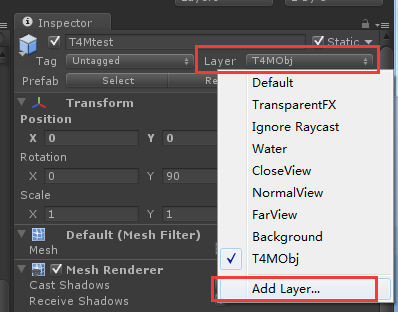 Layers
Inspector
T4Mtest
Static
Tag Untagged Layer T4MObj
Prefab Select
Transform
Position
X 0 Y 0
Rotation
X 0 Y 90
Scale
X 1 Y 1
Default (Mesh Filter)
Mesh
Mesh Renderer
Cast Shadows
Receive Shadows
Default
TransparentFX
Ignore Raycast
Water
CloseView
NormalView
FarView
Background
T4MObj
Add Layer...